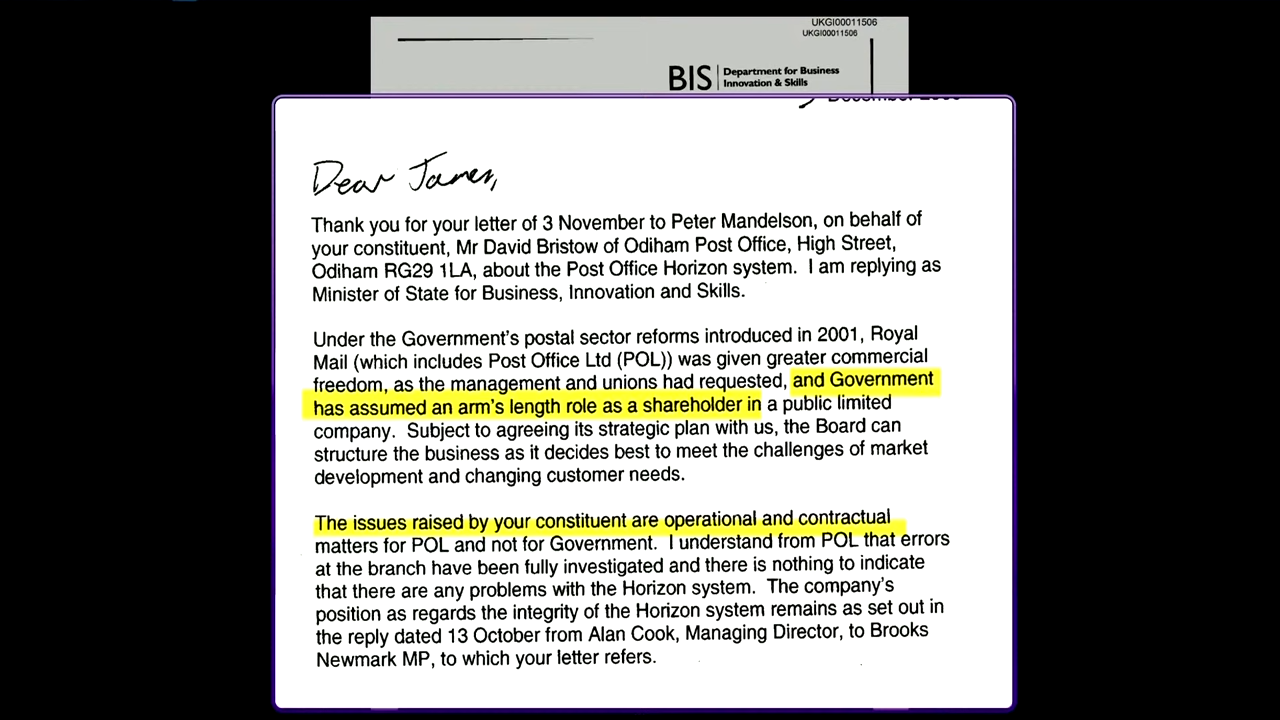 UKGI00011506
UKGI00011506
BIS Department for Business
Innovation & Skills
December
Dear James,
Thank you for your letter of 3 November to Peter Mandelson, on behalf of
your constituent, Mr David Bristow of Odiham Post Office, High Street,
Odiham RG29 1LA, about the Post Office Horizon system. I am replying as
Minister of State for Business, Innovation and Skills.
Under the Government's postal sector reforms introduced in 2001, Royal
Mail (which includes Post Office Ltd (POL)) was given greater commercial
freedom, as the management and unions had requested, and Government
has assumed an arm's length role as a shareholder in a public limited
company. Subject to agreeing its strategic plan with us, the Board can
structure the business as it decides best to meet the challenges of market
development and changing customer needs.
The issues raised by your constituent are operational and contractual
matters for POL and not for Government. I understand from POL that errors
at the branch have been fully investigated and there is nothing to indicate
that there are any problems with the Horizon system. The company's
position as regards the integrity of the Horizon system remains as set out in
the reply dated 13 October from Alan Cook, Managing Director, to Brooks
Newmark MP, to which your letter refers.